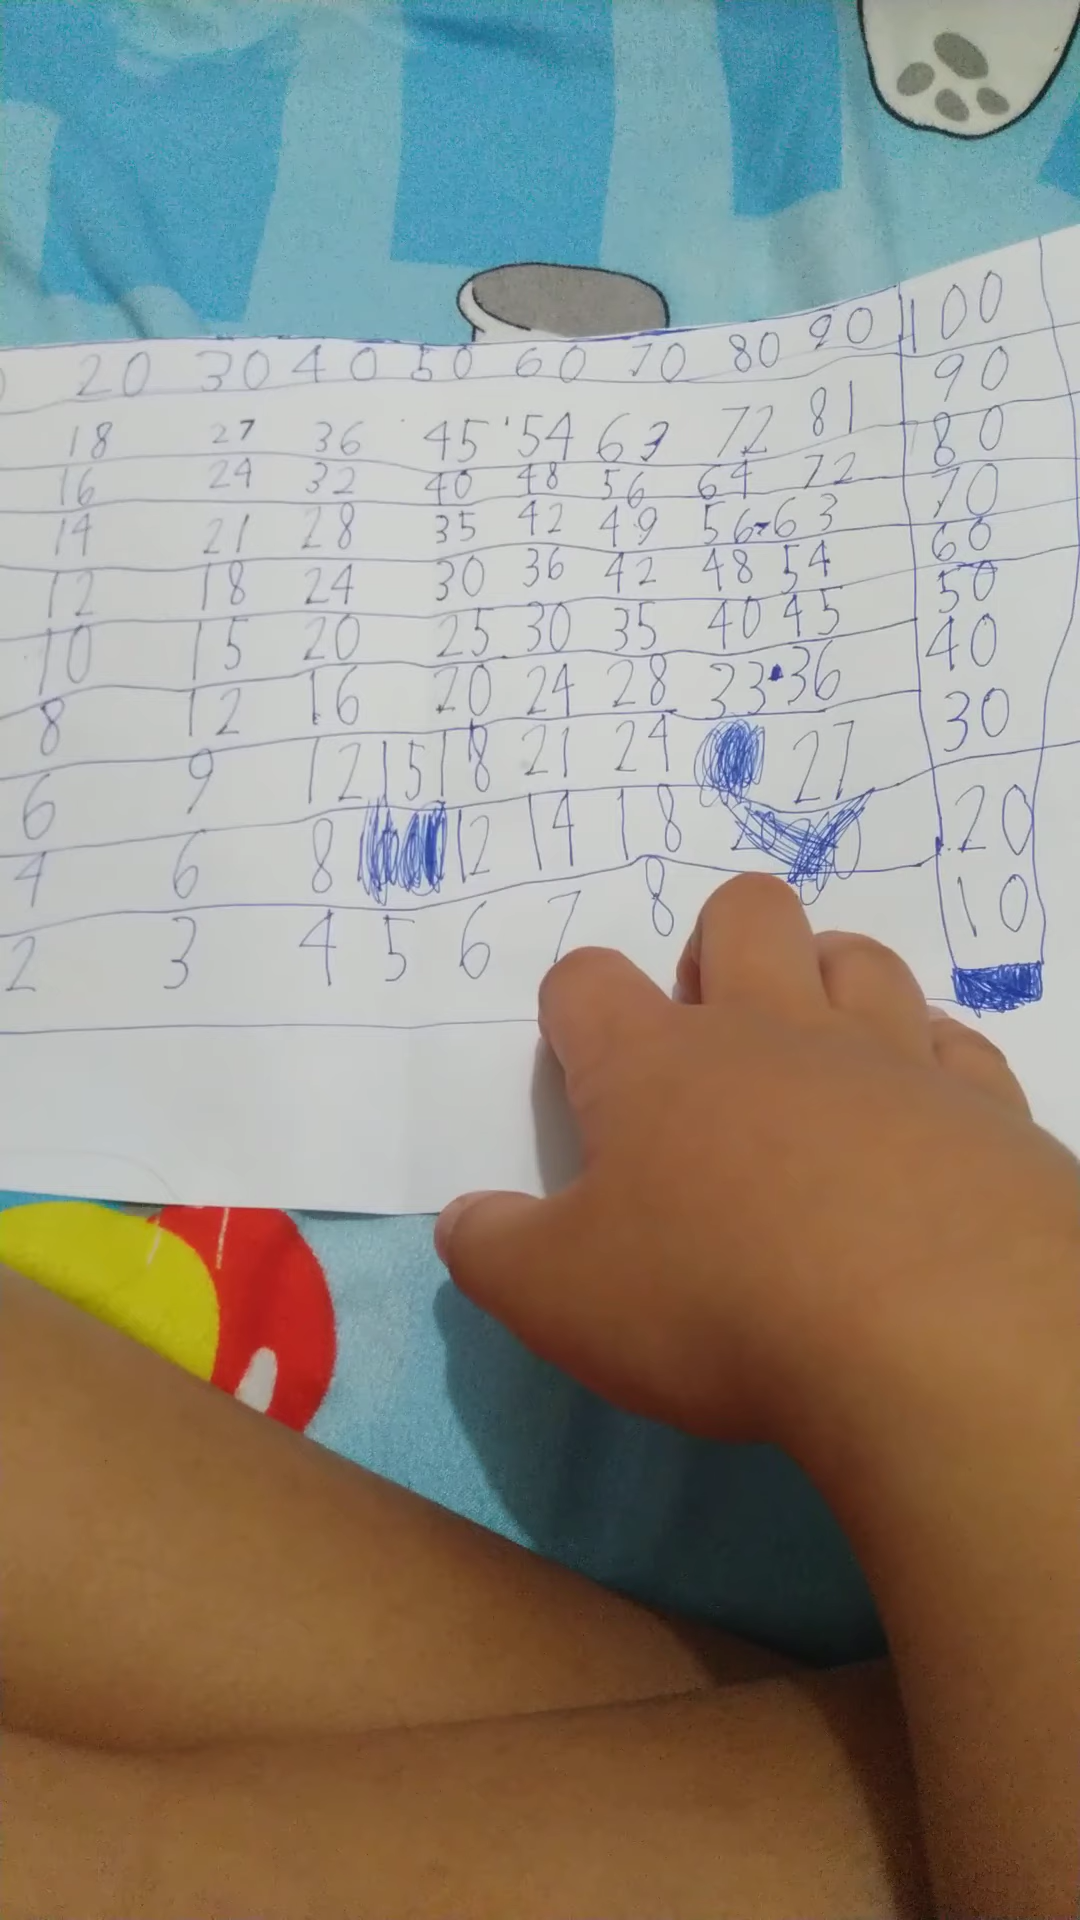 20 30 40 50 60 70 80 90 100
18 27 36 45 54 63 72 81 90
16 24 32 40 48 56 64 72 80
14 21 28 35 42 49 56 63 70
12 18 24 30 36 42 48 54 60
10 15 20 25 30 35 40 45 50
8 12 16 20 24 28 33 36 40
6 9 12 15 18 21 24 27 30
4 6 8 12 14 18 20
2 3 4 5 6 7 8 10